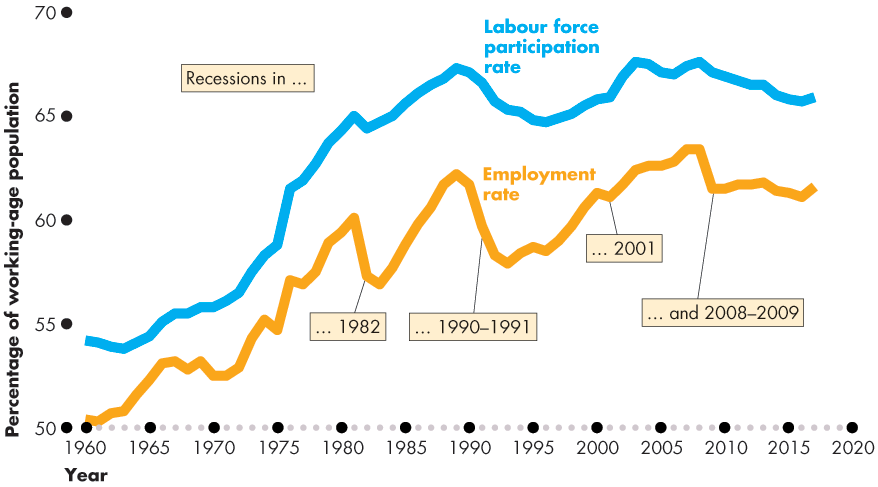 70
Labour force
participation
rate
Recessions in ...
65
Employment
rate
60
... 2001
... and 2008–2009
... 1982
... 1990–1991
55
50
Percentage of working-age population
1960 1965 1970 1975 1980 1985 1990 1995 2000 2005 2010 2015 2020
Year